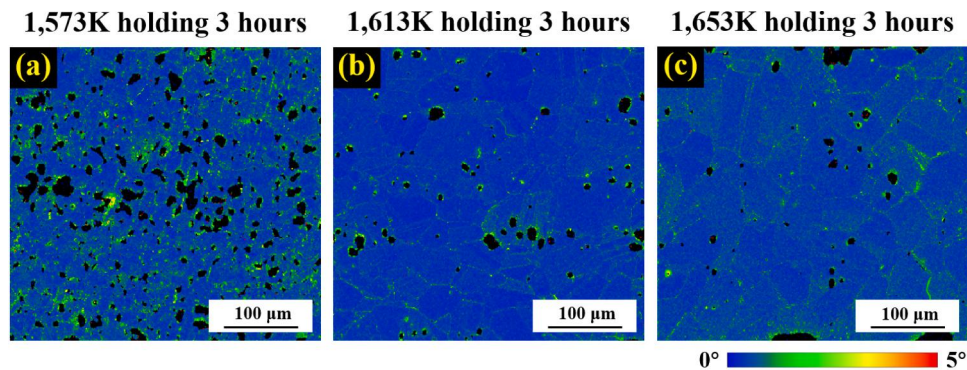 1,573K holding 3 hours 1,613K holding 3 hours 1,653K holding 3 hours
(a) (b) (c)
100 μm 100 μm 100 μm
0° 5°